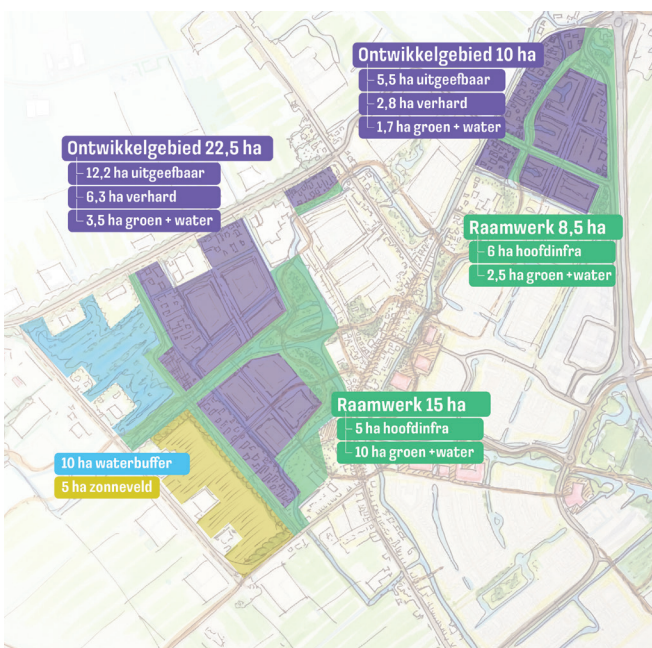 Ontwikkelgebied 10 ha
5,5 ha uitgeefbaar
2,8 ha verhard
1,7 ha groen + water
Ontwikkelgebied 22,5 ha
12,2 ha uitgeefbaar
6,3 ha verhard
3,5 ha groen + water
Raamwerk 8,5 ha
6 ha hoofdinfra
2,5 ha groen +water
Raamwerk 15 ha
5 ha hoofdinfra
10 ha groen +water
10 ha waterbuffer
5 ha zonneveld